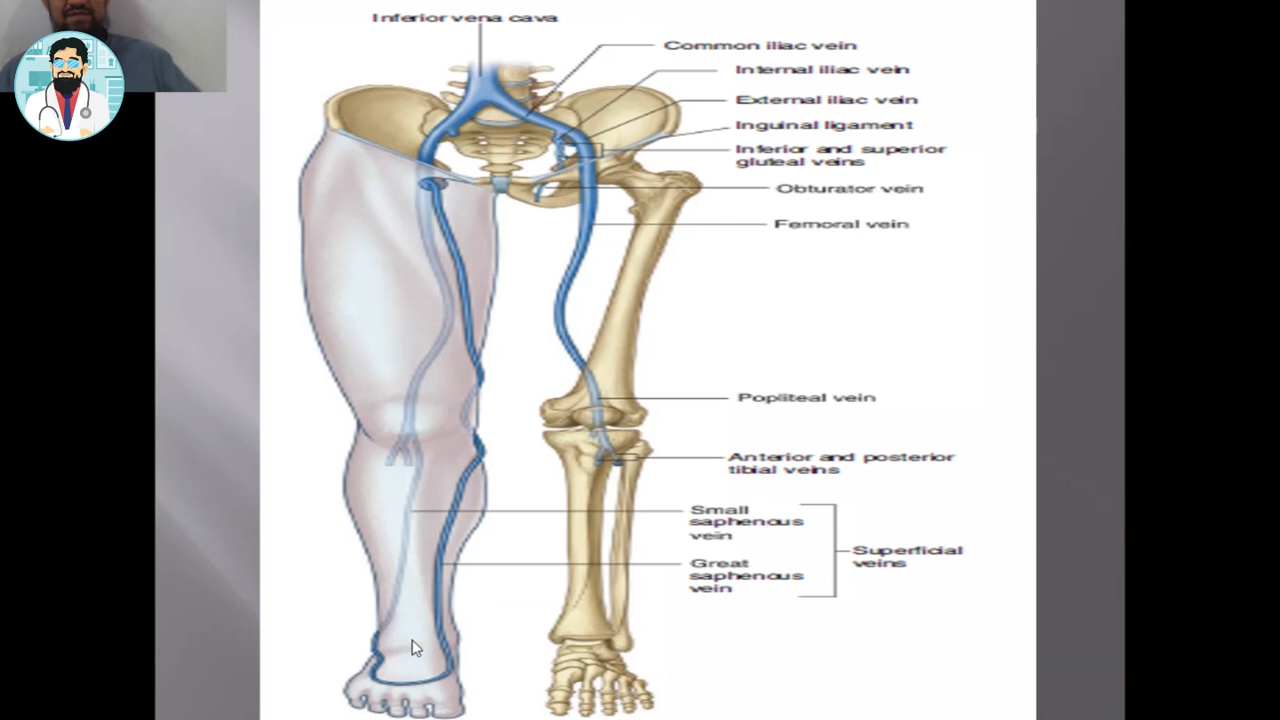 Inferior vena cava
Common iliac vein
Internal iliac vein
External iliac vein
Inguinal ligament
Inferior and superior
gluteal veins
Obturator vein
Femoral vein
Popliteal vein
Anterior and posterior
tibial veins
Small
saphenous
vein
Great
saphenous
vein
Superficial
veins